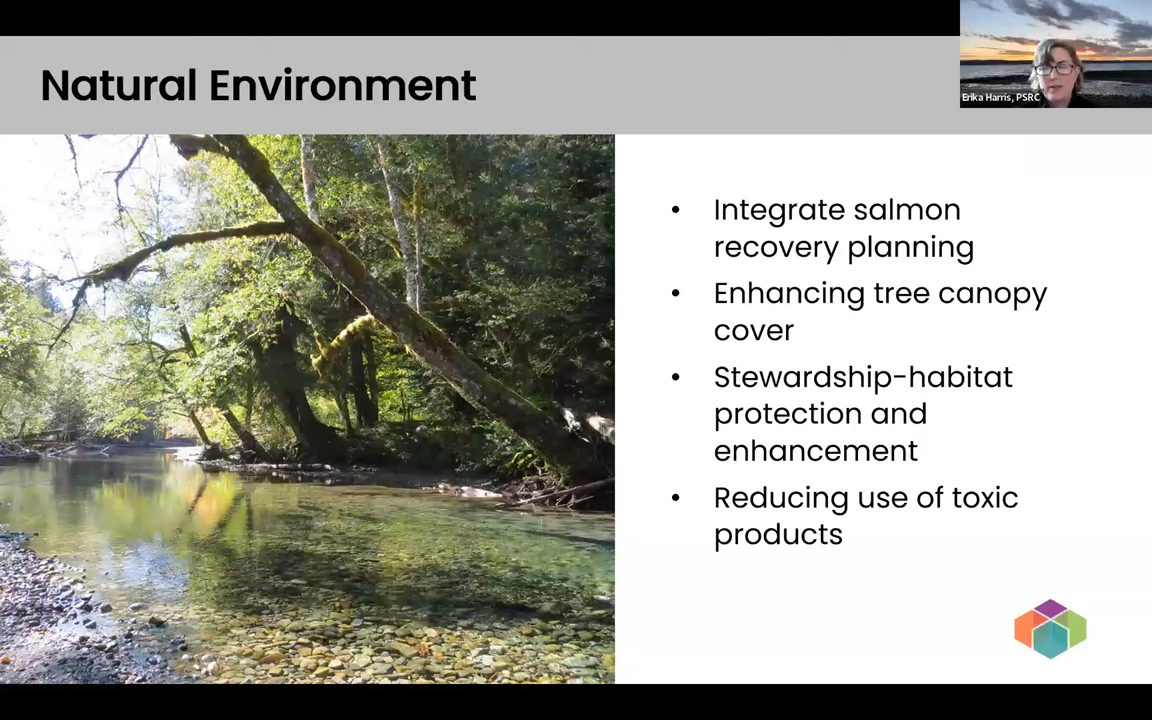 Natural Environment
Erika Harris, PSRC
• Integrate salmon
recovery planning
• Enhancing tree canopy
cover
• Stewardship-habitat
protection and
enhancement
• Reducing use of toxic
products